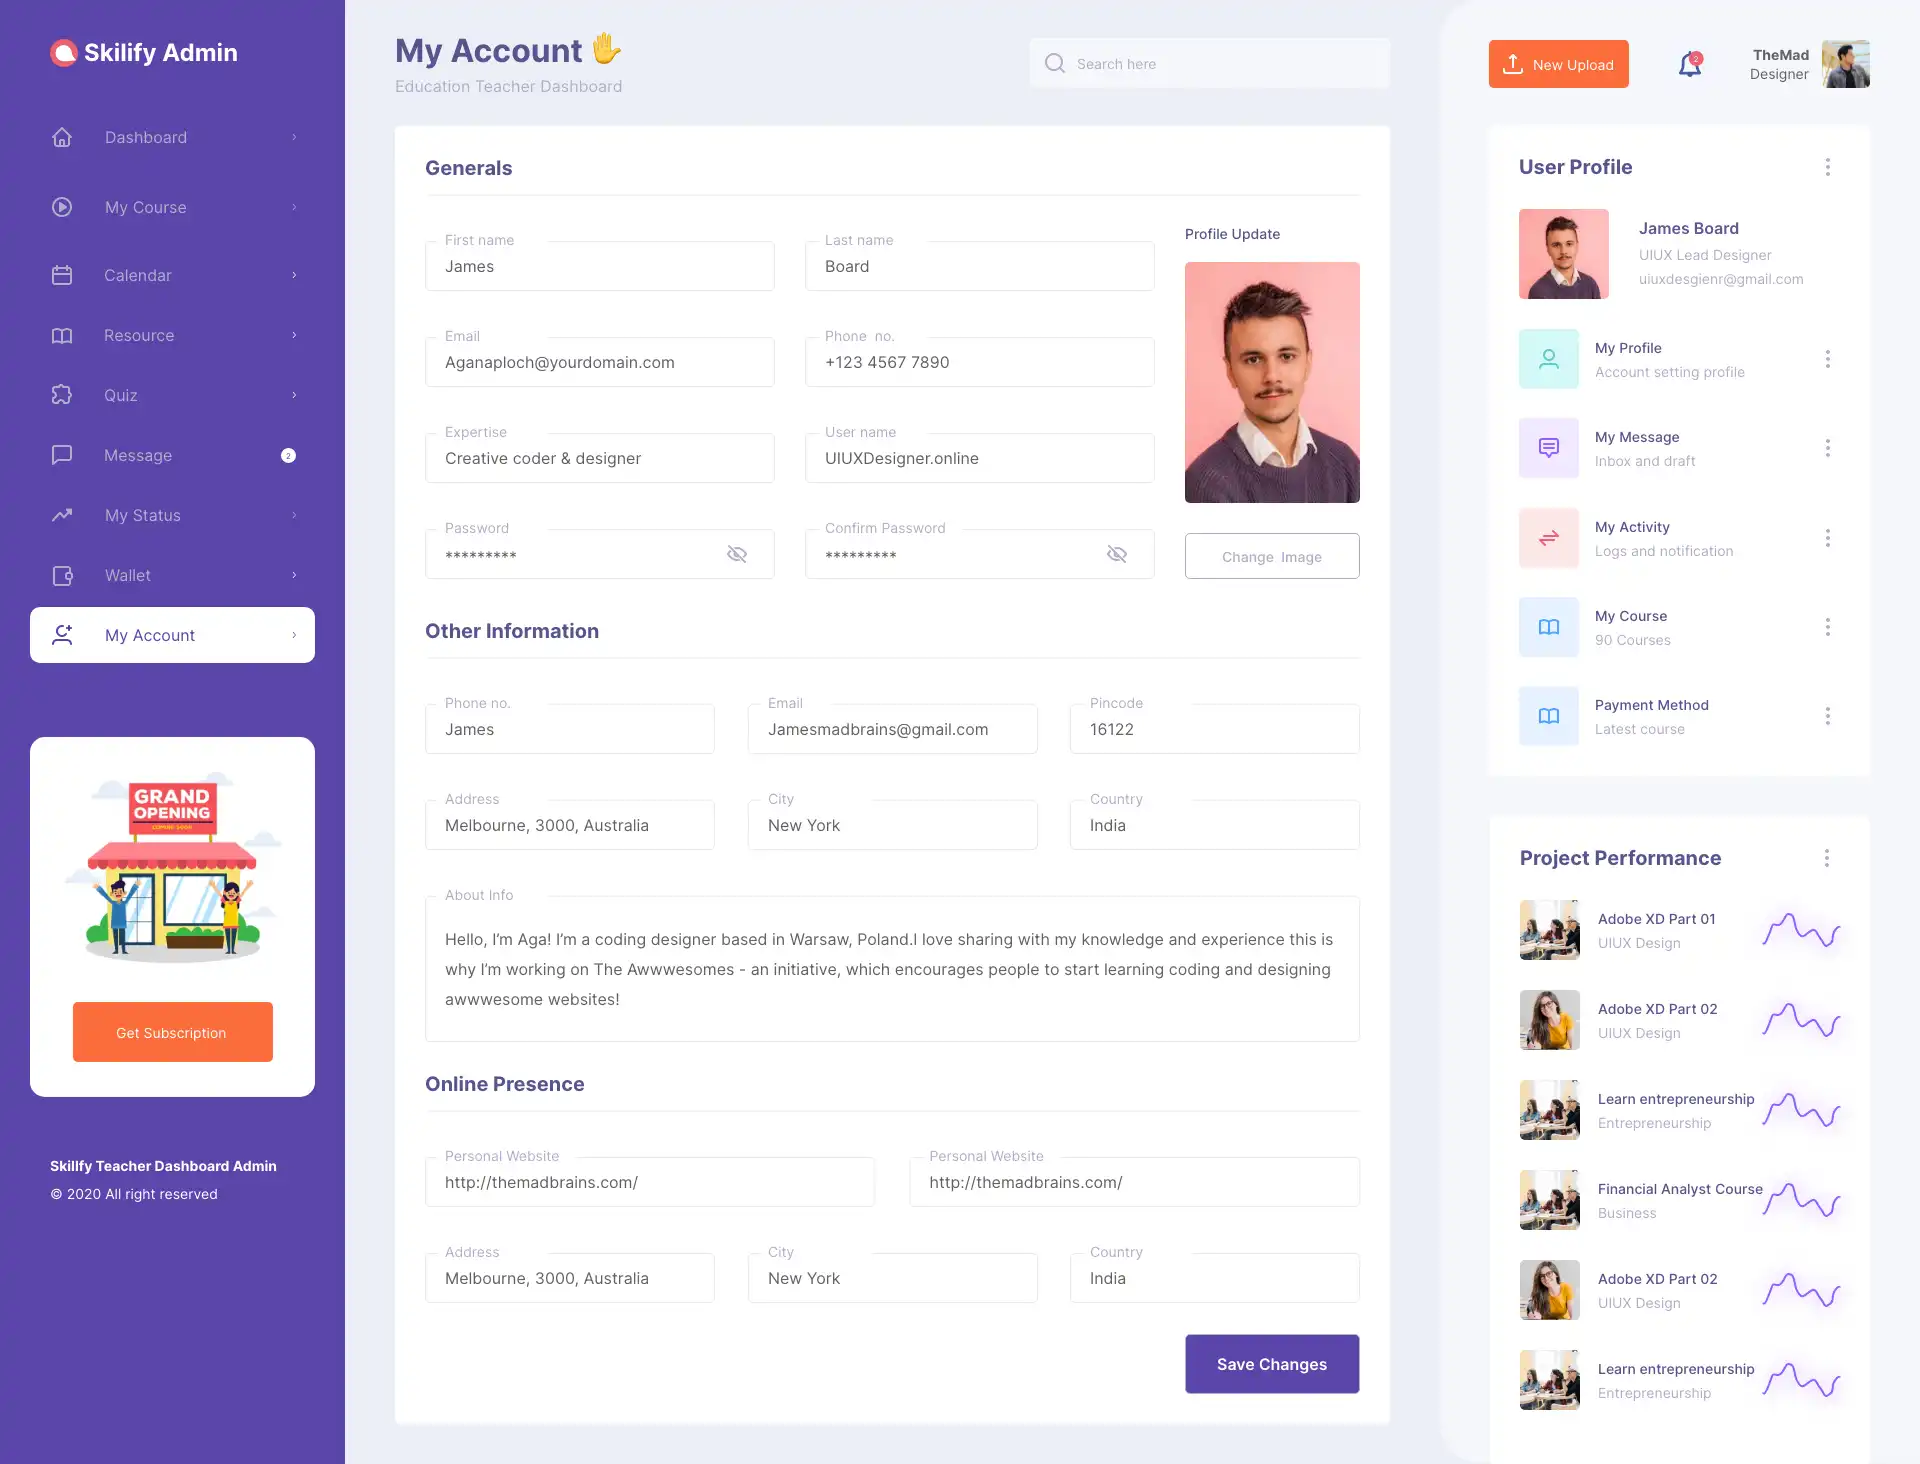 Skilify Admin
Dashboard
My Course
Calendar
Resource
Quiz
Message
2
My Status
Wallet
My Account
GRAND
OPENING
COMING SOON
Get Subscription
Skillfy Teacher Dashboard Admin
© 2020 All right reserved
My Account
Education Teacher Dashboard
Search here
Generals
First name
James
Last name
Board
Email
Aganaploch@yourdomain.com
Phone no.
+123 4567 7890
Expertise
Creative coder & designer
User name
UIUXDesigner.online
Password
*********
Confirm Password
*********
Profile Update
Change Image
Other Information
Phone no.
James
Email
Jamesmadbrains@gmail.com
Pincode
16122
Address
Melbourne, 3000, Australia
City
New York
Country
India
About Info
Hello, I’m Aga! I’m a coding designer based in Warsaw, Poland.I love sharing with my knowledge and experience this is
why I’m working on The Awwwesomes - an initiative, which encourages people to start learning coding and designing
awwwesome websites!
Online Presence
Personal Website
http://themadbrains.com/
Personal Website
http://themadbrains.com/
Address
Melbourne, 3000, Australia
City
New York
Country
India
Save Changes
New Upload
2
TheMad
Designer
User Profile
James Board
UIUX Lead Designer
uiuxdesgienr@gmail.com
My Profile
Account setting profile
My Message
Inbox and draft
My Activity
Logs and notification
My Course
90 Courses
Payment Method
Latest course
Project Performance
Adobe XD Part 01
UIUX Design
Adobe XD Part 02
UIUX Design
Learn entrepreneurship
Entrepreneurship
Financial Analyst Course
Business
Adobe XD Part 02
UIUX Design
Learn entrepreneurship
Entrepreneurship